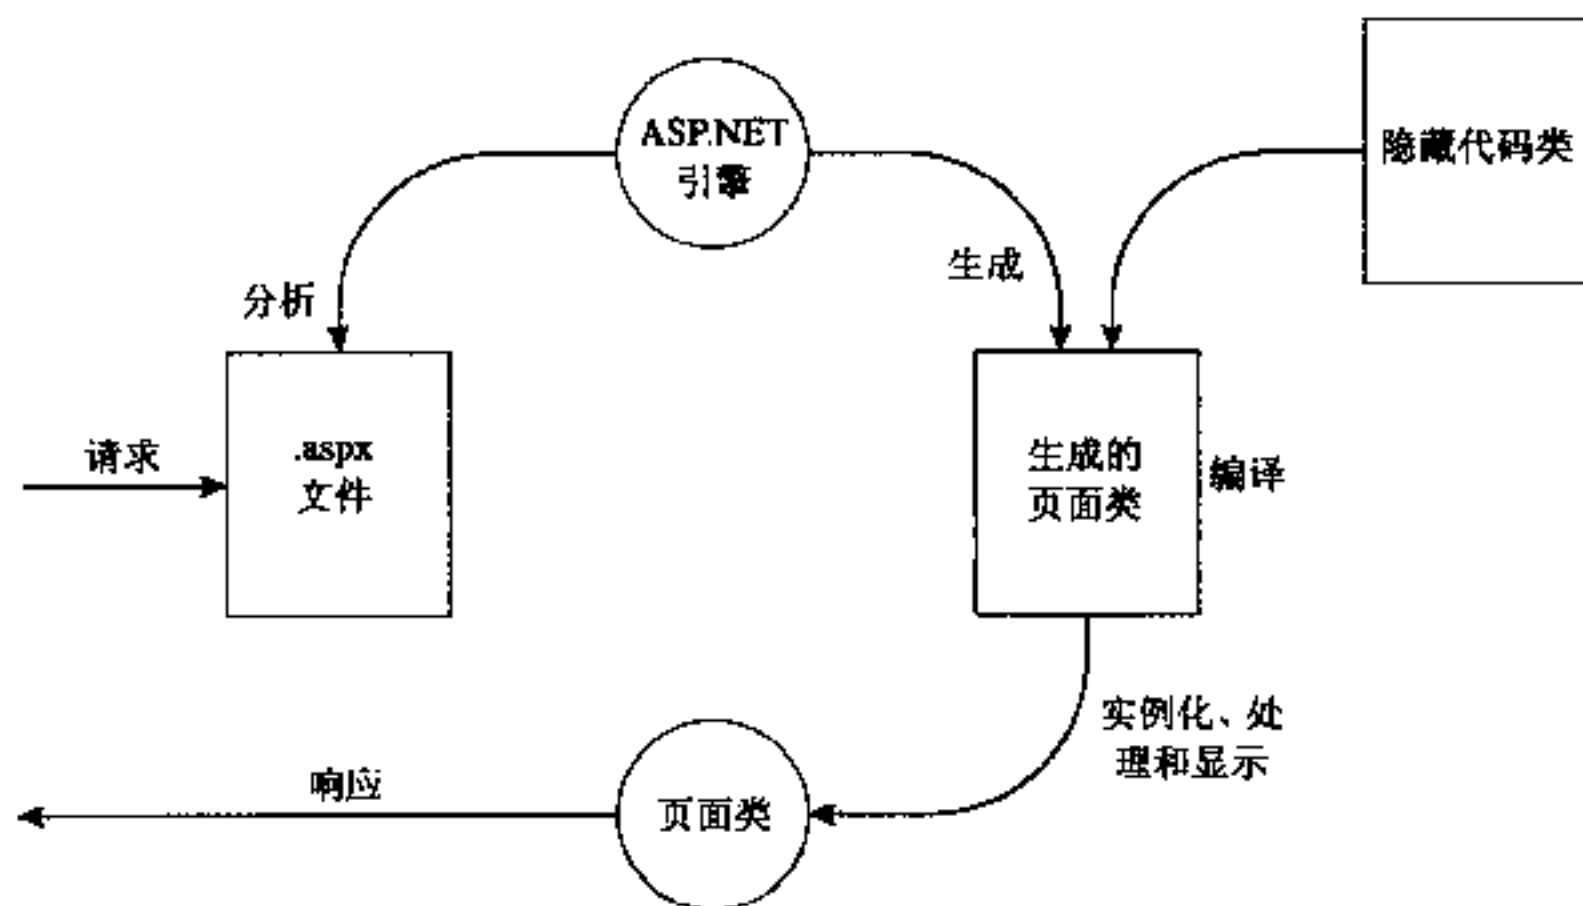 ASP.NET
引擎
隐藏代码类
生成
分析
请求
.aspx
文件
生成的
页面类
编译
实例化、处
理和显示
响应
页面类